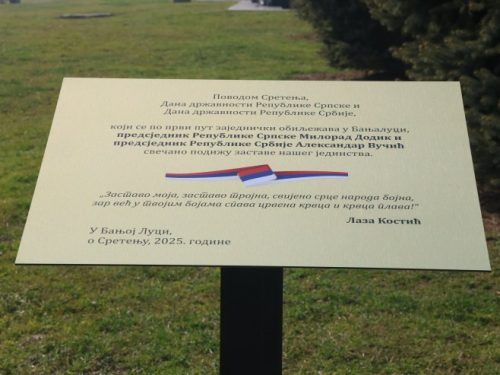 Поводом Сретења,
Дана државности Републике Српске и
Дана државности Републике Србије,
који се по први пут заједнички обиљежава у Бањалуци,
предсједник Републике Српске Милорад Додик и
предсједник Републике Србије Александар Вучић
свечано подижу заставе нашег јединства.
„Заставо моја, заставо тројна, свијено срце народа бојна,
зар већ у твојим бојама спава црвена крвца и крвца плава!“
Лаза Костић
У Бањој Луци,
о Сретењу, 2025. године